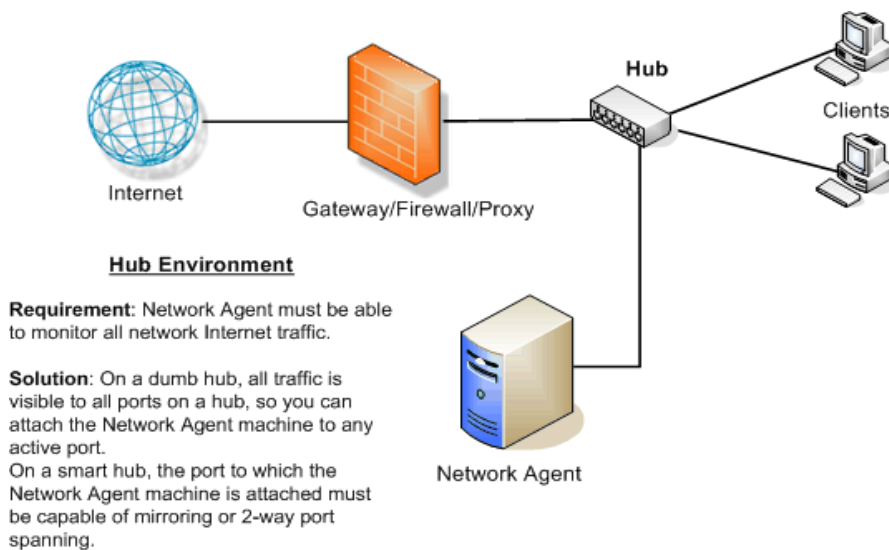 Hub
Clients
Internet
Gateway/Firewall/Proxy
Hub Environment
Requirement: Network Agent must be able
to monitor all network Internet traffic.
Solution: On a dumb hub, all traffic is
visible to all ports on a hub, so you can
attach the Network Agent machine to any
active port.
On a smart hub, the port to which the
Network Agent machine is attached must
be capable of mirroring or 2-way port
spanning.
Network Agent